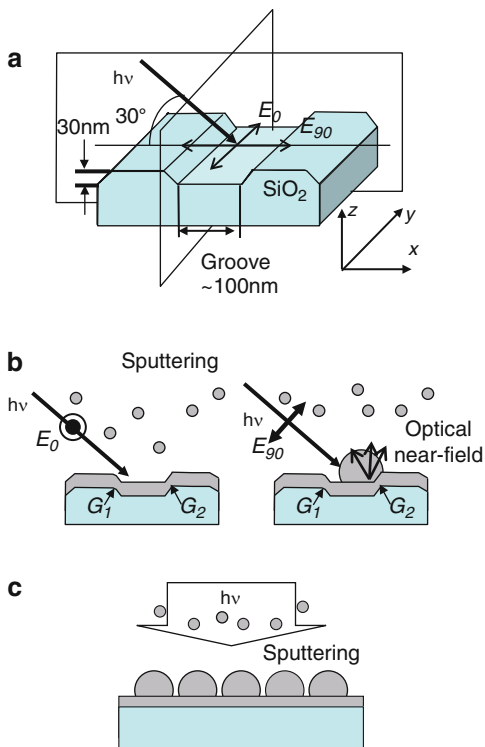 a
hν
30°
30nm
E0
E90
SiO2
Groove
~100nm
z
y
x
b
Sputtering
hν
E0
G1
G2
hν
E90
Optical
near-field
G1
G2
c
hν
Sputtering